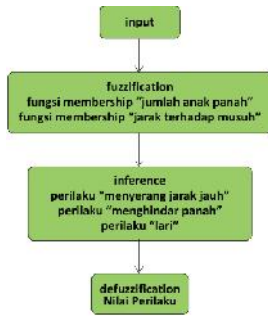 input
fuzzification
fungsi membership "jumlah anak panah"
fungsi membership "jarak terhadap musuh"
inference
perilaku "menyerang jarak jauh"
perilaku "menghindar panah"
perilaku "lari"
defuzzification
Nilai Perilaku